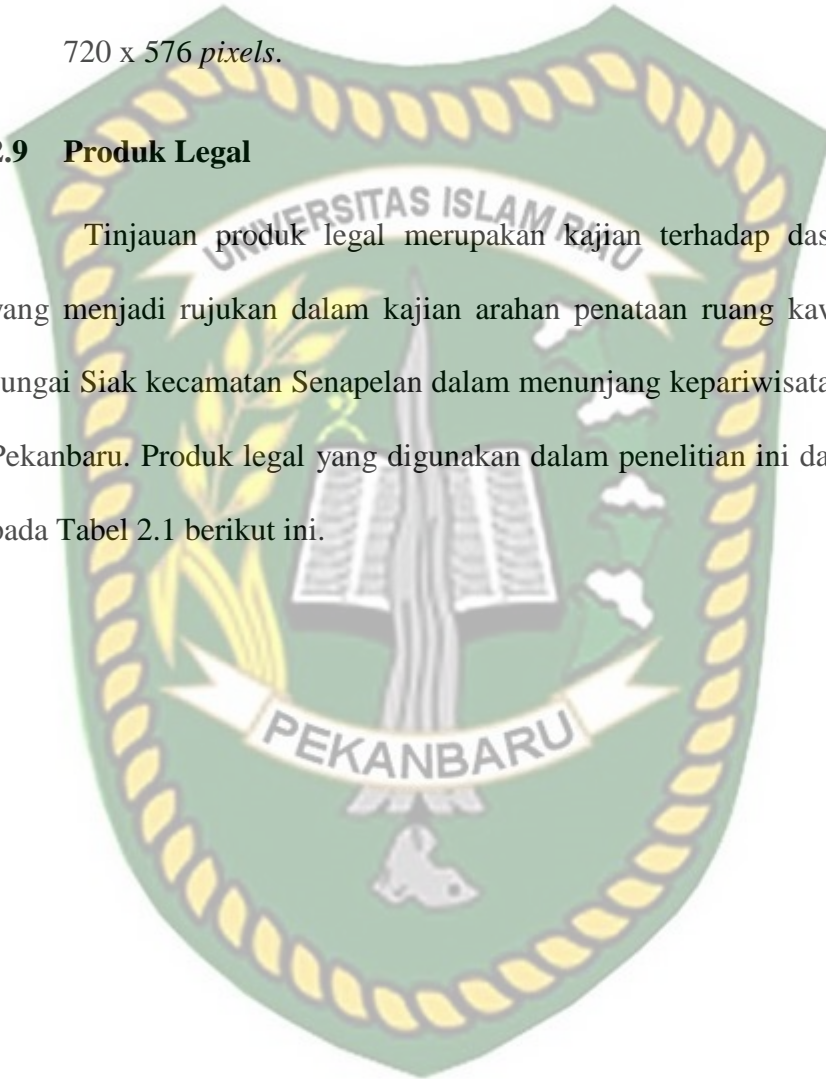 720 x 576 pixels.
2.9 Produk Legal
UNIVERSITAS ISLAM RIAU
Tinjauan produk legal merupakan kajian terhadap das
yang menjadi rujukan dalam kajian arahan penataan ruang kaw
sungai Siak kecamatan Senapelan dalam menunjang kepariwisata
Pekanbaru. Produk legal yang digunakan dalam penelitian ini da
pada Tabel 2.1 berikut ini.
PEKANBARU